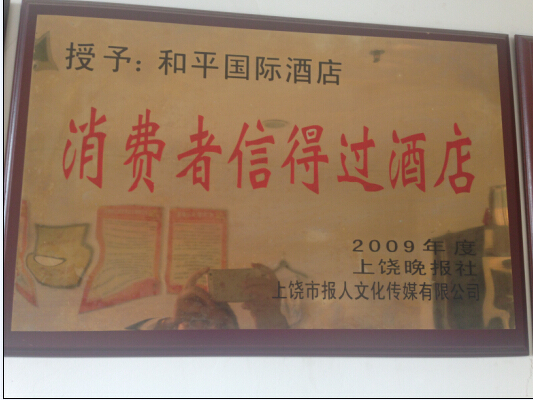 授予：和平国际酒店
消费者信得过酒店
2009年度
上饶晚报社
上饶市报人文化传媒有限公司